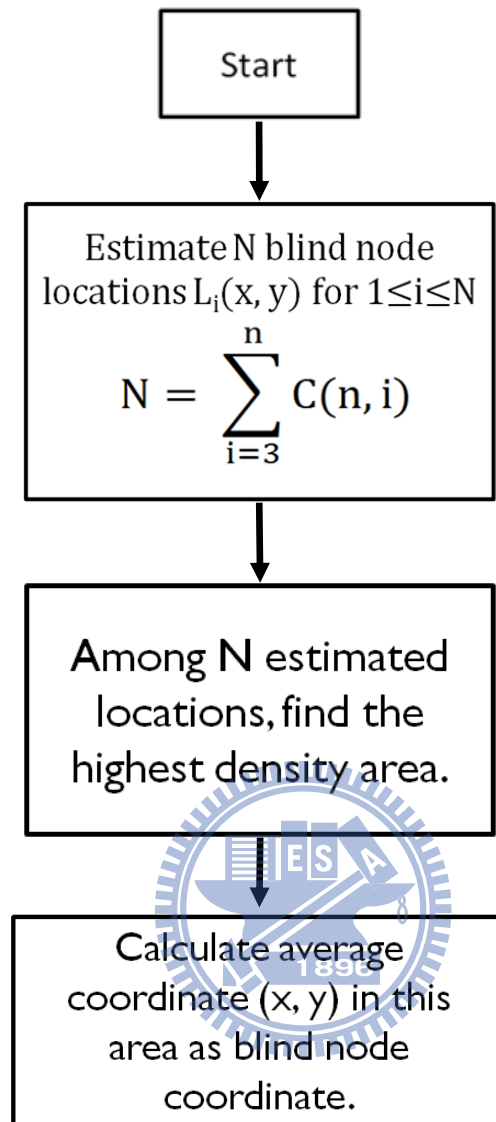 Start
Estimate N blind node
locations Lᵢ(x, y) for 1≤i≤N
n
N = ∑ C(n, i)
i=3
Among N estimated
locations, find the
highest density area.
E S A
Calculate average
1896
coordinate (x, y) in this
area as blind node
coordinate.